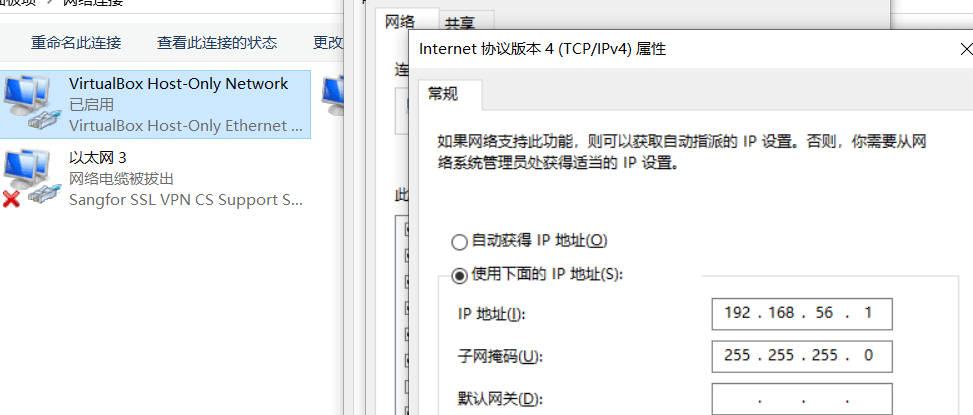 网络连接
重命名此连接
查看此连接的状态
更改
VirtualBox Host-Only Network
已启用
VirtualBox Host-Only Ethernet ...
以太网 3
网络电缆被拔出
Sangfor SSL VPN CS Support S...
网络
共享
连
此
Internet 协议版本 4 (TCP/IPv4) 属性
常规
如果网络支持此功能，则可以获取自动指派的 IP 设置。否则，你需要从网
络系统管理员处获得适当的 IP 设置。
自动获得 IP 地址(O)
使用下面的 IP 地址(S):
IP 地址(I):
192 . 168 . 56 . 1
子网掩码(U):
255 . 255 . 255 . 0
默认网关(D):
. . .